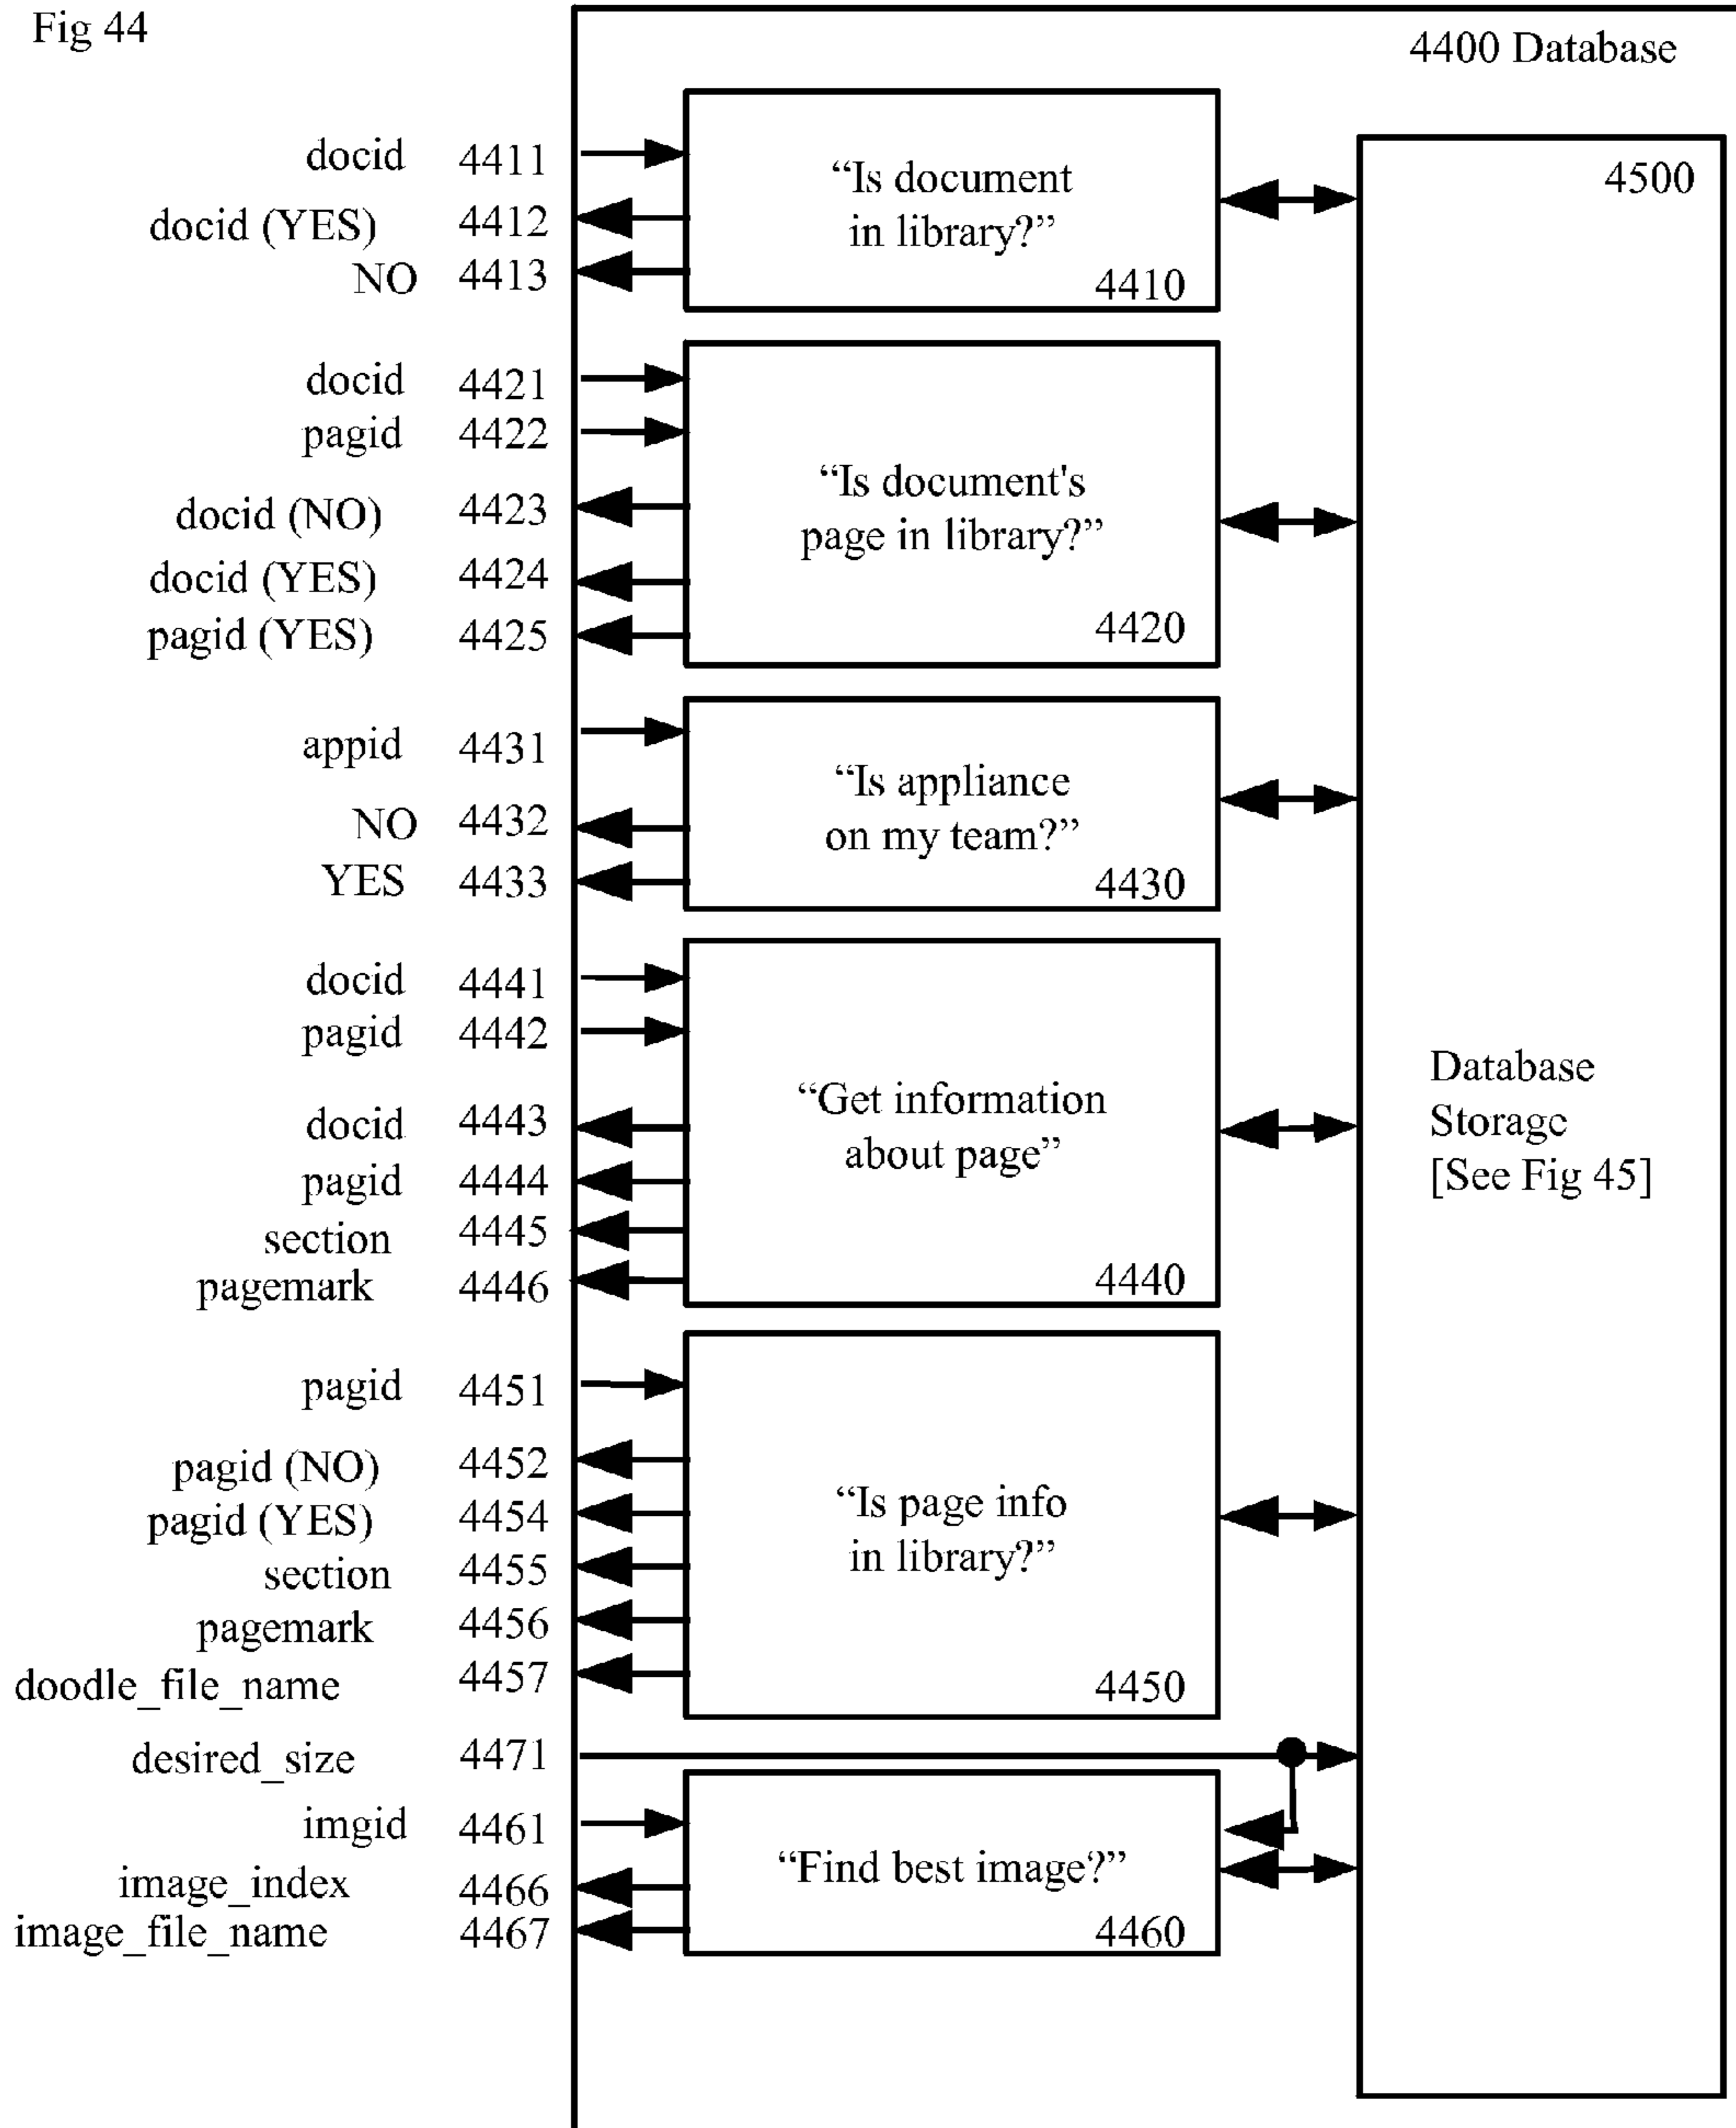 Fig 44
4400 Database
4500
docid 4411
docid (YES) 4412
NO 4413
“Is document
in library?”
4410
docid 4421
pagid 4422
docid (NO) 4423
docid (YES) 4424
pagid (YES) 4425
“Is document's
page in library?”
4420
appid 4431
NO 4432
YES 4433
“Is appliance
on my team?”
4430
docid 4441
pagid 4442
docid 4443
pagid 4444
section 4445
pagemark 4446
“Get information
about page”
4440
Database
Storage
[See Fig 45]
pagid 4451
pagid (NO) 4452
pagid (YES) 4454
section 4455
pagemark 4456
doodle_file_name 4457
“Is page info
in library?”
4450
desired_size 4471
imgid 4461
image_index 4466
image_file_name 4467
“Find best image?”
4460